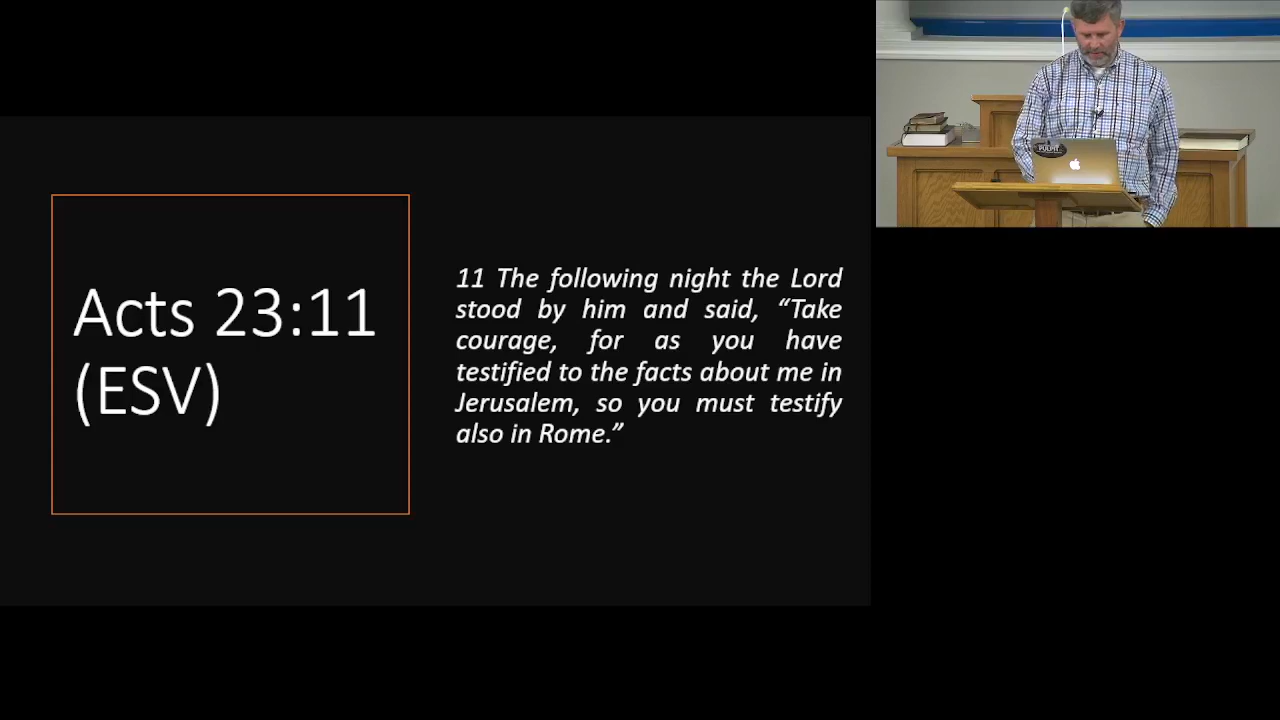 Acts 23:11
(ESV)
11 The following night the Lord
stood by him and said, “Take
courage, for as you have
testified to the facts about me in
Jerusalem, so you must testify
also in Rome.”
PULPIT